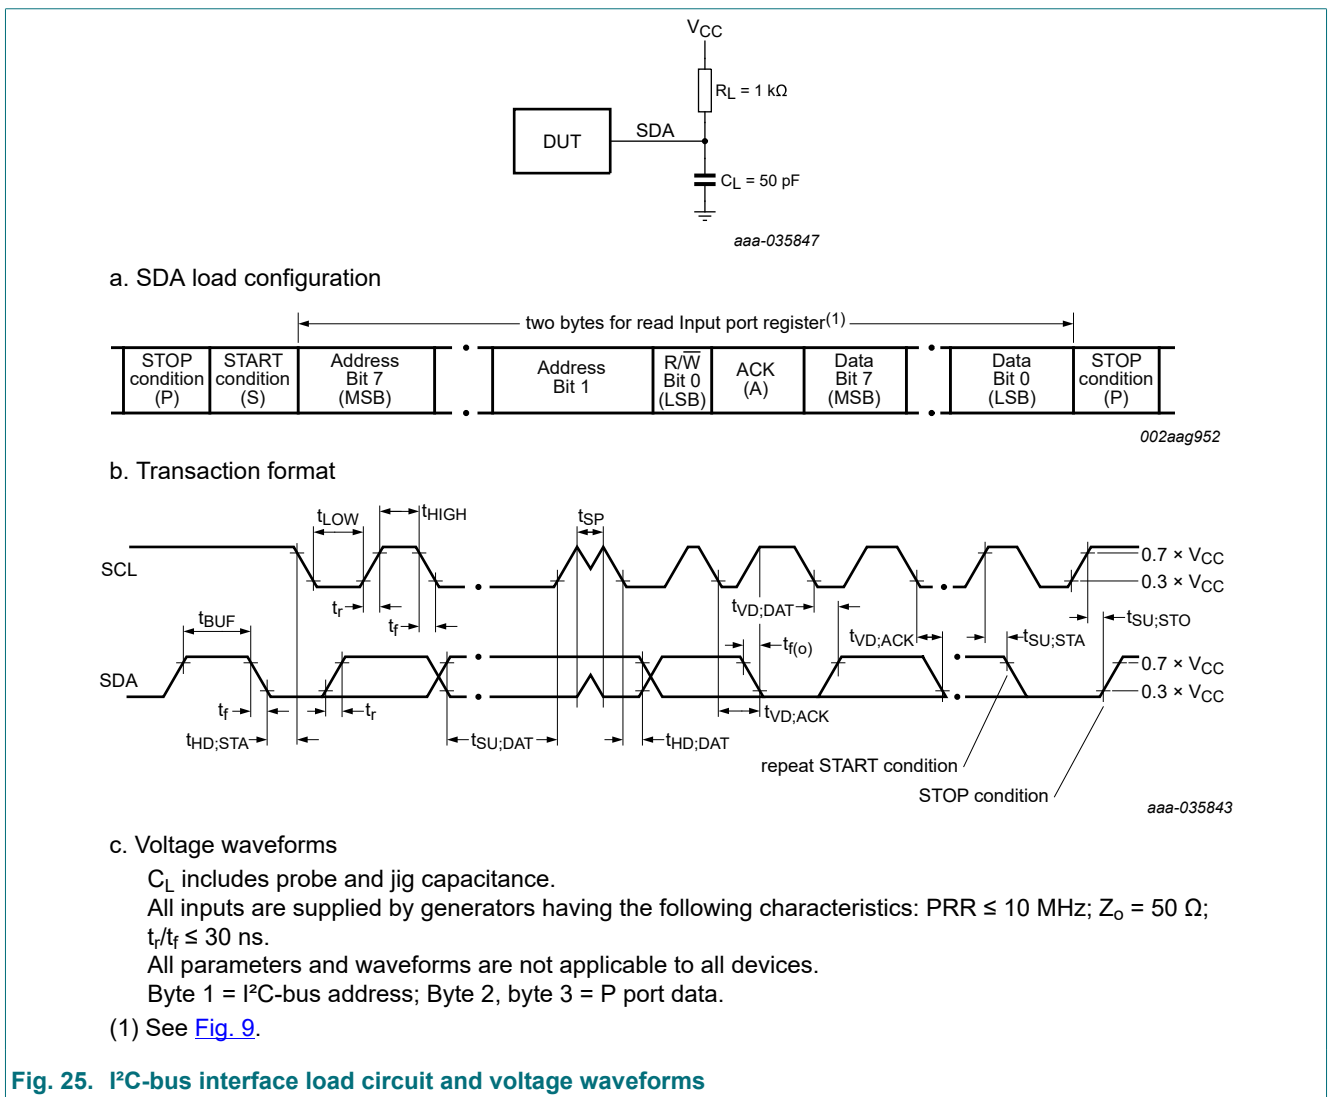 VCC
RL = 1 kΩ
DUT
SDA
CL = 50 pF
aaa-035847
a. SDA load configuration
two bytes for read Input port register(1)
STOP condition (P)
START condition (S)
Address Bit 7 (MSB)
Address Bit 1
R/W̅ Bit 0 (LSB)
ACK (A)
Data Bit 7 (MSB)
Data Bit 0 (LSB)
STOP condition (P)
002aag952
b. Transaction format
tLOW
tHIGH
tSP
SCL
0.7 × VCC
0.3 × VCC
tr
tf
tVD;DAT
tSU;STO
tBUF
tf(o)
tVD;ACK
tSU;STA
SDA
0.7 × VCC
0.3 × VCC
tf
tr
tVD;ACK
tHD;STA
tSU;DAT
tHD;DAT
repeat START condition
STOP condition
aaa-035843
c. Voltage waveforms
CL includes probe and jig capacitance.
All inputs are supplied by generators having the following characteristics: PRR ≤ 10 MHz; Zo = 50 Ω;
tr/tf ≤ 30 ns.
All parameters and waveforms are not applicable to all devices.
Byte 1 = I²C-bus address; Byte 2, byte 3 = P port data.
(1) See Fig. 9.
Fig. 25. I²C-bus interface load circuit and voltage waveforms